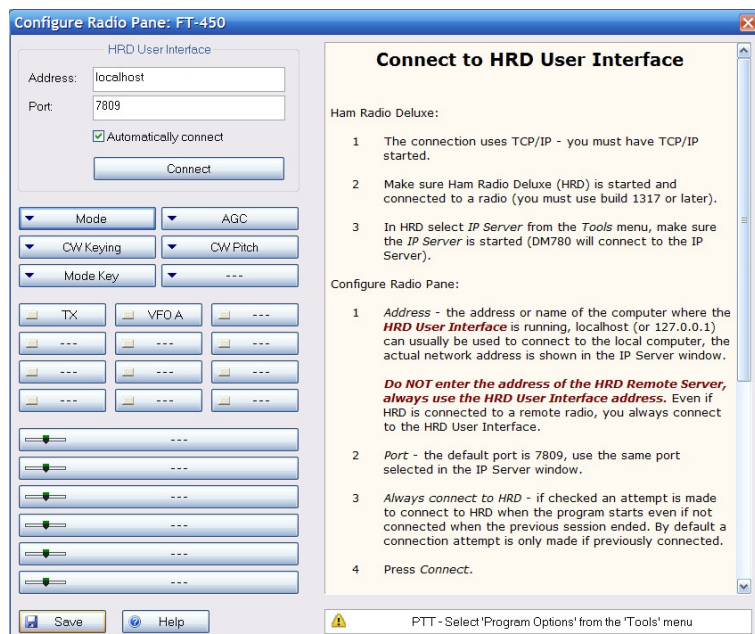 Configure Radio Pane: FT-450
HRD User Interface
Address: localhost
Port: 7809
Automatically connect
Connect
Mode AGC
CW Keying CW Pitch
Mode Key ---
TX VFO A ---
--- --- ---
--- --- ---
--- --- ---
---
---
---
---
---
---
Save Help
Connect to HRD User Interface
Ham Radio Deluxe:
1 The connection uses TCP/IP - you must have TCP/IP
started.
2 Make sure Ham Radio Deluxe (HRD) is started and
connected to a radio (you must use build 1317 or later).
3 In HRD select IP Server from the Tools menu, make sure
the IP Server is started (DM780 will connect to the IP
Server).
Configure Radio Pane:
1 Address - the address or name of the computer where the
HRD User Interface is running, localhost (or 127.0.0.1)
can usually be used to connect to the local computer, the
actual network address is shown in the IP Server window.
Do NOT enter the address of the HRD Remote Server,
always use the HRD User Interface address. Even if
HRD is connected to a remote radio, you always connect
to the HRD User Interface.
2 Port - the default port is 7809, use the same port
selected in the IP Server window.
3 Always connect to HRD - if checked an attempt is made
to connect to HRD when the program starts even if not
connected when the previous session ended. By default a
connection attempt is only made if previously connected.
4 Press Connect.
PTT - Select 'Program Options' from the 'Tools' menu